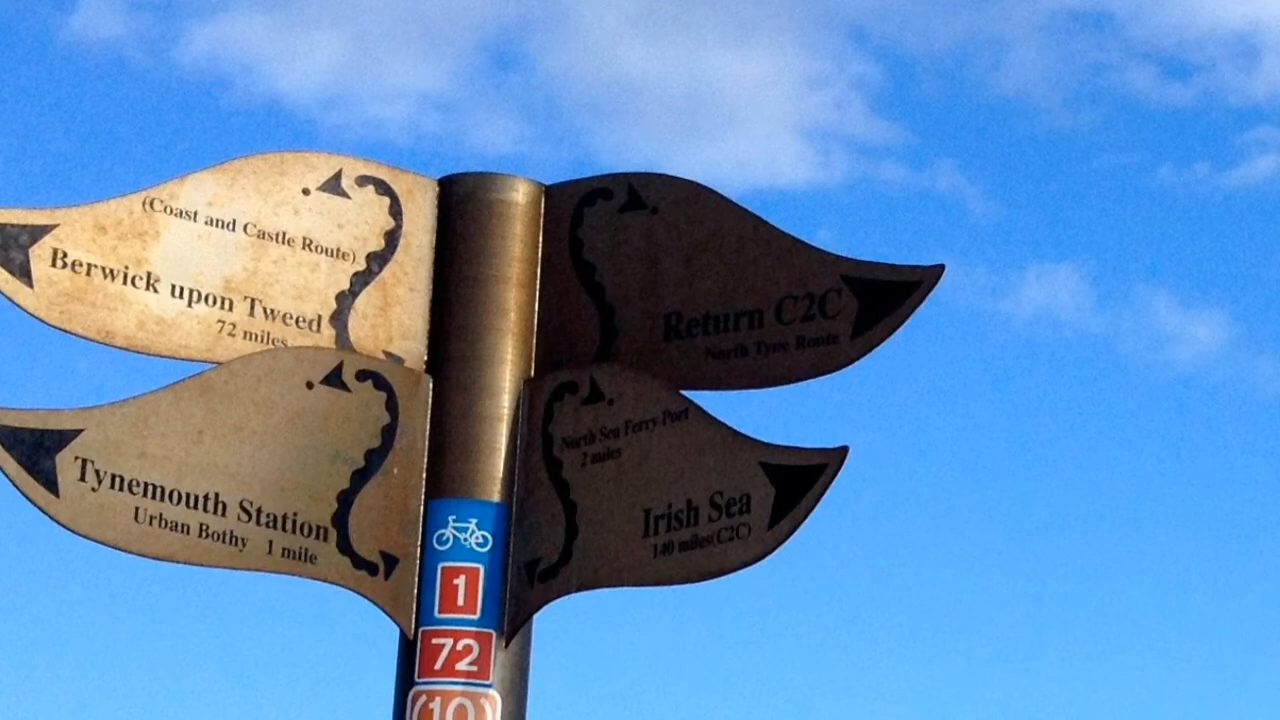 (Coast and Castle Route)
Berwick upon Tweed
72 miles
Return C2C
North Tyne Route
Tynemouth Station
Urban Bothy 1 mile
North Sea Ferry Port
2 miles
Irish Sea
140 miles(C2C)
1
72
(10)